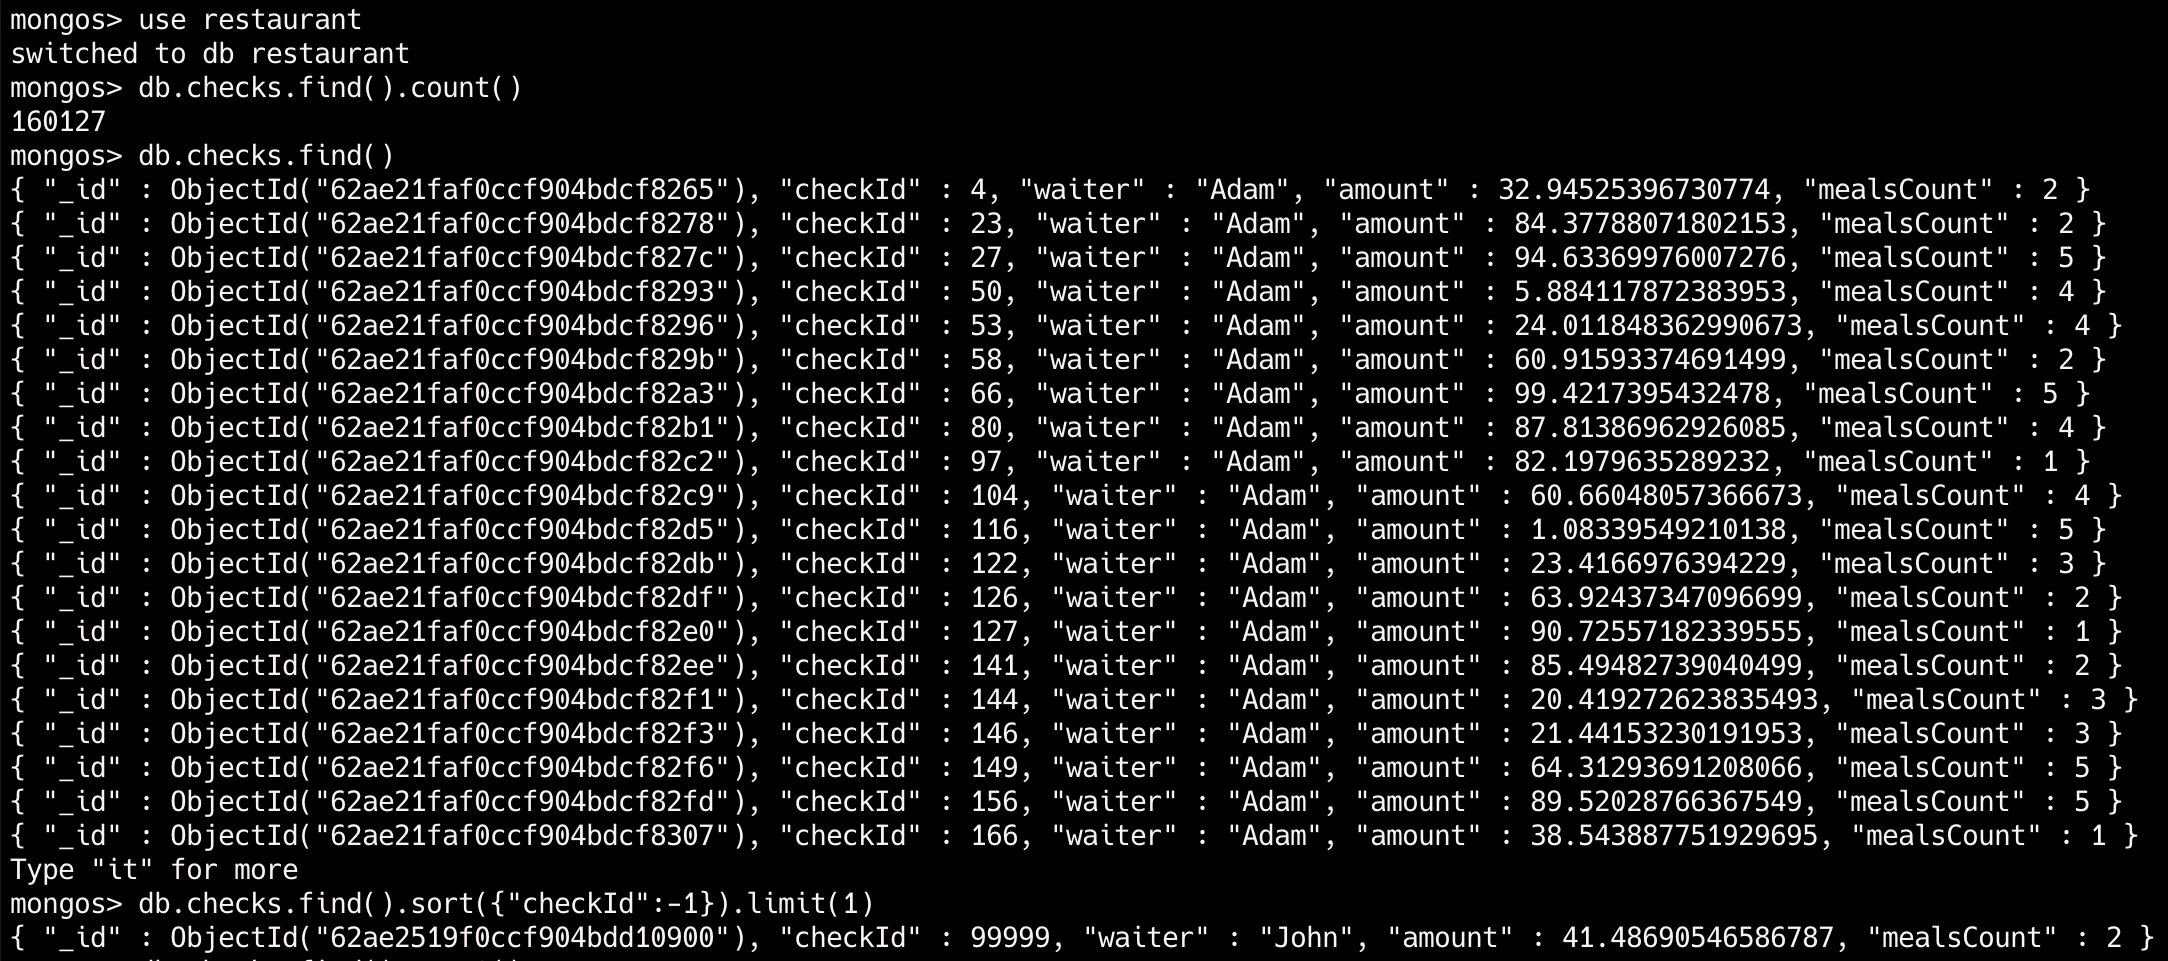 mongos> use restaurant
switched to db restaurant
mongos> db.checks.find().count()
160127
mongos> db.checks.find()
{ "_id" : ObjectId("62ae21faf0ccf904bdcf8265"), "checkId" : 4, "waiter" : "Adam", "amount" : 32.94525396730774, "mealsCount" : 2 }
{ "_id" : ObjectId("62ae21faf0ccf904bdcf8278"), "checkId" : 23, "waiter" : "Adam", "amount" : 84.37788071802153, "mealsCount" : 2 }
{ "_id" : ObjectId("62ae21faf0ccf904bdcf827c"), "checkId" : 27, "waiter" : "Adam", "amount" : 94.63369976007276, "mealsCount" : 5 }
{ "_id" : ObjectId("62ae21faf0ccf904bdcf8293"), "checkId" : 50, "waiter" : "Adam", "amount" : 5.884117872383953, "mealsCount" : 4 }
{ "_id" : ObjectId("62ae21faf0ccf904bdcf8296"), "checkId" : 53, "waiter" : "Adam", "amount" : 24.011848362990673, "mealsCount" : 4 }
{ "_id" : ObjectId("62ae21faf0ccf904bdcf829b"), "checkId" : 58, "waiter" : "Adam", "amount" : 60.91593374691499, "mealsCount" : 2 }
{ "_id" : ObjectId("62ae21faf0ccf904bdcf82a3"), "checkId" : 66, "waiter" : "Adam", "amount" : 99.4217395432478, "mealsCount" : 5 }
{ "_id" : ObjectId("62ae21faf0ccf904bdcf82b1"), "checkId" : 80, "waiter" : "Adam", "amount" : 87.81386962926085, "mealsCount" : 4 }
{ "_id" : ObjectId("62ae21faf0ccf904bdcf82c2"), "checkId" : 97, "waiter" : "Adam", "amount" : 82.1979635289232, "mealsCount" : 1 }
{ "_id" : ObjectId("62ae21faf0ccf904bdcf82c9"), "checkId" : 104, "waiter" : "Adam", "amount" : 60.66048057366673, "mealsCount" : 4 }
{ "_id" : ObjectId("62ae21faf0ccf904bdcf82d5"), "checkId" : 116, "waiter" : "Adam", "amount" : 1.08339549210138, "mealsCount" : 5 }
{ "_id" : ObjectId("62ae21faf0ccf904bdcf82db"), "checkId" : 122, "waiter" : "Adam", "amount" : 23.4166976394229, "mealsCount" : 3 }
{ "_id" : ObjectId("62ae21faf0ccf904bdcf82df"), "checkId" : 126, "waiter" : "Adam", "amount" : 63.92437347096699, "mealsCount" : 2 }
{ "_id" : ObjectId("62ae21faf0ccf904bdcf82e0"), "checkId" : 127, "waiter" : "Adam", "amount" : 90.72557182339555, "mealsCount" : 1 }
{ "_id" : ObjectId("62ae21faf0ccf904bdcf82ee"), "checkId" : 141, "waiter" : "Adam", "amount" : 85.49482739040499, "mealsCount" : 2 }
{ "_id" : ObjectId("62ae21faf0ccf904bdcf82f1"), "checkId" : 144, "waiter" : "Adam", "amount" : 20.419272623835493, "mealsCount" : 3 }
{ "_id" : ObjectId("62ae21faf0ccf904bdcf82f3"), "checkId" : 146, "waiter" : "Adam", "amount" : 21.44153230191953, "mealsCount" : 3 }
{ "_id" : ObjectId("62ae21faf0ccf904bdcf82f6"), "checkId" : 149, "waiter" : "Adam", "amount" : 64.31293691208066, "mealsCount" : 5 }
{ "_id" : ObjectId("62ae21faf0ccf904bdcf82fd"), "checkId" : 156, "waiter" : "Adam", "amount" : 89.52028766367549, "mealsCount" : 5 }
{ "_id" : ObjectId("62ae21faf0ccf904bdcf8307"), "checkId" : 166, "waiter" : "Adam", "amount" : 38.543887751929695, "mealsCount" : 1 }
Type "it" for more
mongos> db.checks.find().sort({"checkId":-1}).limit(1)
{ "_id" : ObjectId("62ae2519f0ccf904bdd10900"), "checkId" : 99999, "waiter" : "John", "amount" : 41.48690546586787, "mealsCount" : 2 }